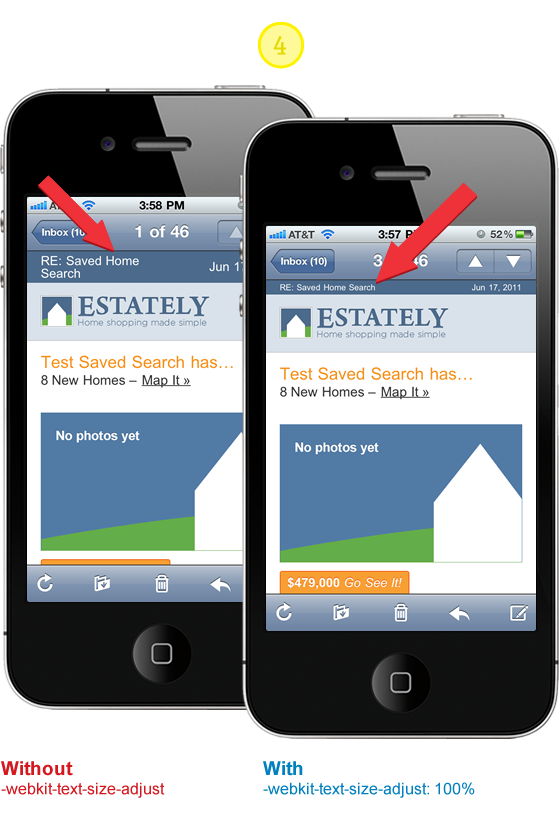 4
3:58 PM
Inbox (10
1 of 46
RE: Saved Home
Search
Jun 17
ESTATELY
Home shopping made simple
Test Saved Search has…
8 New Homes – Map It »
No photos yet
AT&T
3:57
52%
Inbox (10)
46
RE: Saved Home Search
Jun 17, 2011
ESTATELY
Home shopping made simple
Test Saved Search has…
8 New Homes – Map It »
No photos yet
$479,000 Go See It!
Without
-webkit-text-size-adjust
With
-webkit-text-size-adjust: 100%